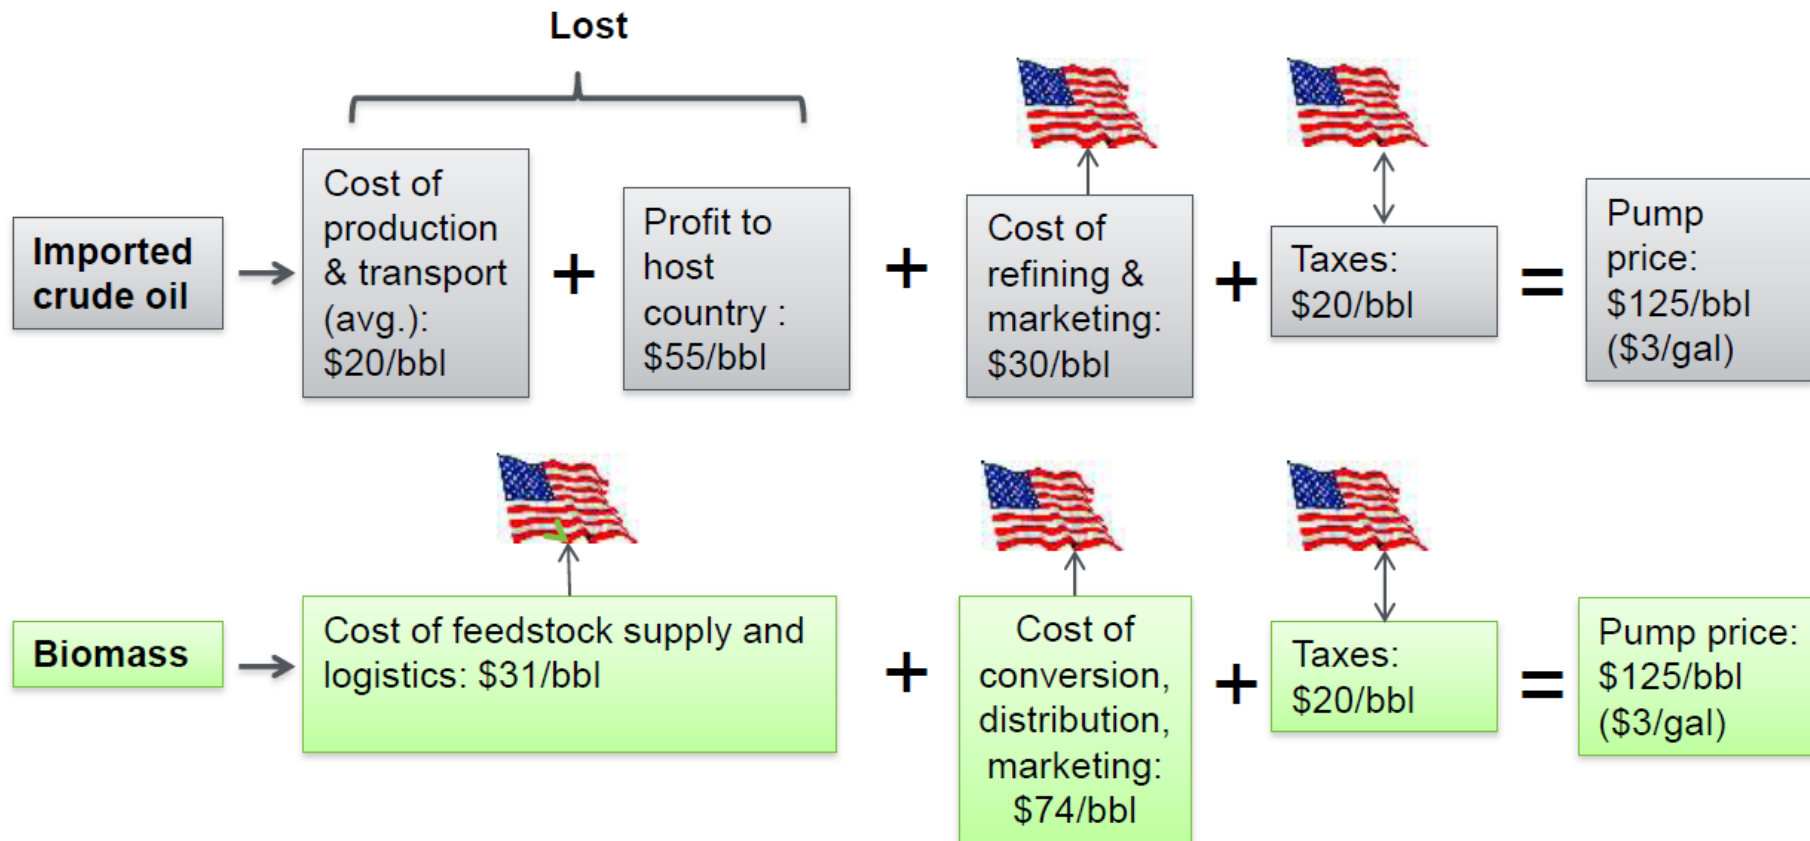 Lost
Imported
crude oil
Cost of
production
& transport
(avg.):
$20/bbl
+
Profit to
host
country :
$55/bbl
+
Cost of
refining &
marketing:
$30/bbl
+
Taxes:
$20/bbl
=
Pump
price:
$125/bbl
($3/gal)
Biomass
Cost of feedstock supply and
logistics: $31/bbl
+
Cost of
conversion,
distribution,
marketing:
$74/bbl
+
Taxes:
$20/bbl
=
Pump price:
$125/bbl
($3/gal)